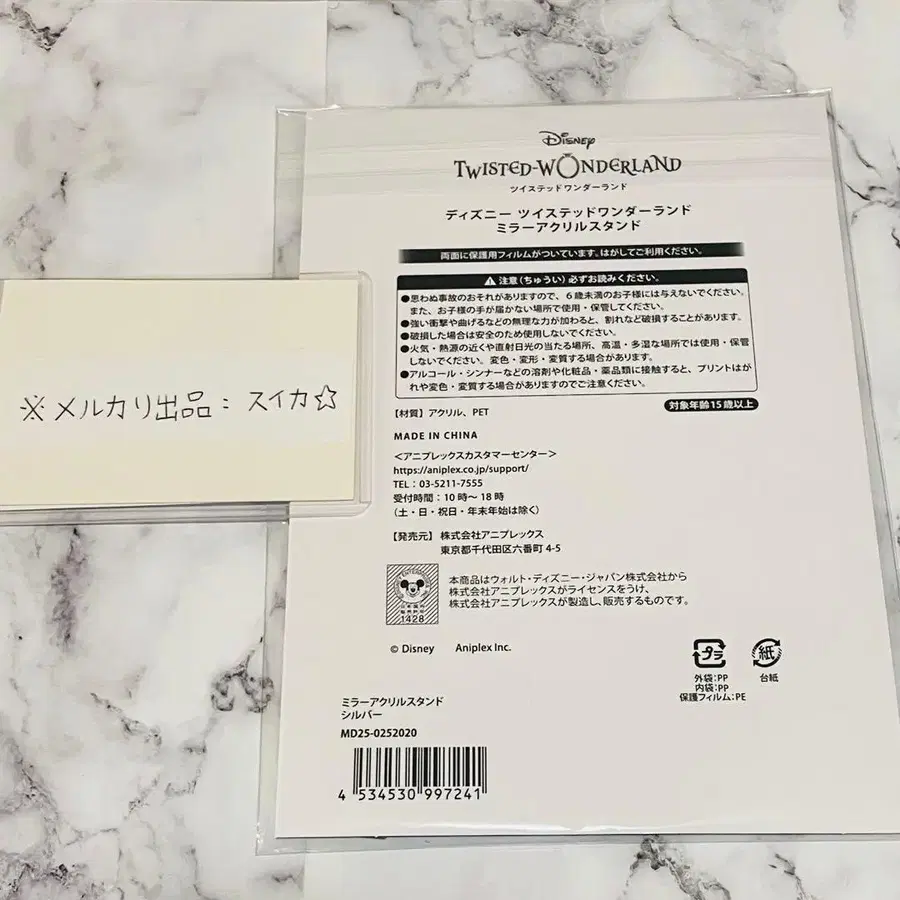 Disney
TWISTED-WONDERLAND
ツイステッドワンダーランド
ディズニー ツイステッドワンダーランド
ミラーアクリルスタンド
両面に保護用フィルムがついています。はがしてご利用ください。
注意(ちゅうい)必ずお読みください。
●思わぬ事故のおそれがありますので、6歳未満のお子様には与えないでください。
また、お子様の手が届かない場所で使用・保管してください。
●強い衝撃や曲げるなどの無理な力が加わると、割れなど破損することがあります。
●破損した場合は安全のため使用しないでください。
●火気・熱源の近くや直射日光の当たる場所、高温・多湿な場所では使用・保管
しないでください。変色・変形・変質する場合があります。
●アルコール・シンナーなどの溶剤や化粧品・薬品類に接触すると、プリントはが
れや変色・変質する場合がありますのでご注意ください。
【材質】アクリル、PET
対象年齢15歳以上
MADE IN CHINA
<アニプレックスカスタマーセンター>
https://aniplex.co.jp/support/
TEL:03-5211-7555
受付時間:10時〜18時
(土・日・祝日・年末年始は除く)
【発売元】株式会社アニプレックス
東京都千代田区六番町4-5
1428
本商品はウォルト・ディズニー・ジャパン株式会社から
株式会社アニプレックスがライセンスをうけ、
株式会社アニプレックスが製造し、販売するものです。
© Disney Aniplex Inc.
プラ
外袋:PP
内袋:PP
保護フィルム:PE
紙
台紙
ミラーアクリルスタンド
シルバー
MD25-0252020
4 534530 997241
※メルカリ出品:スイカ☆